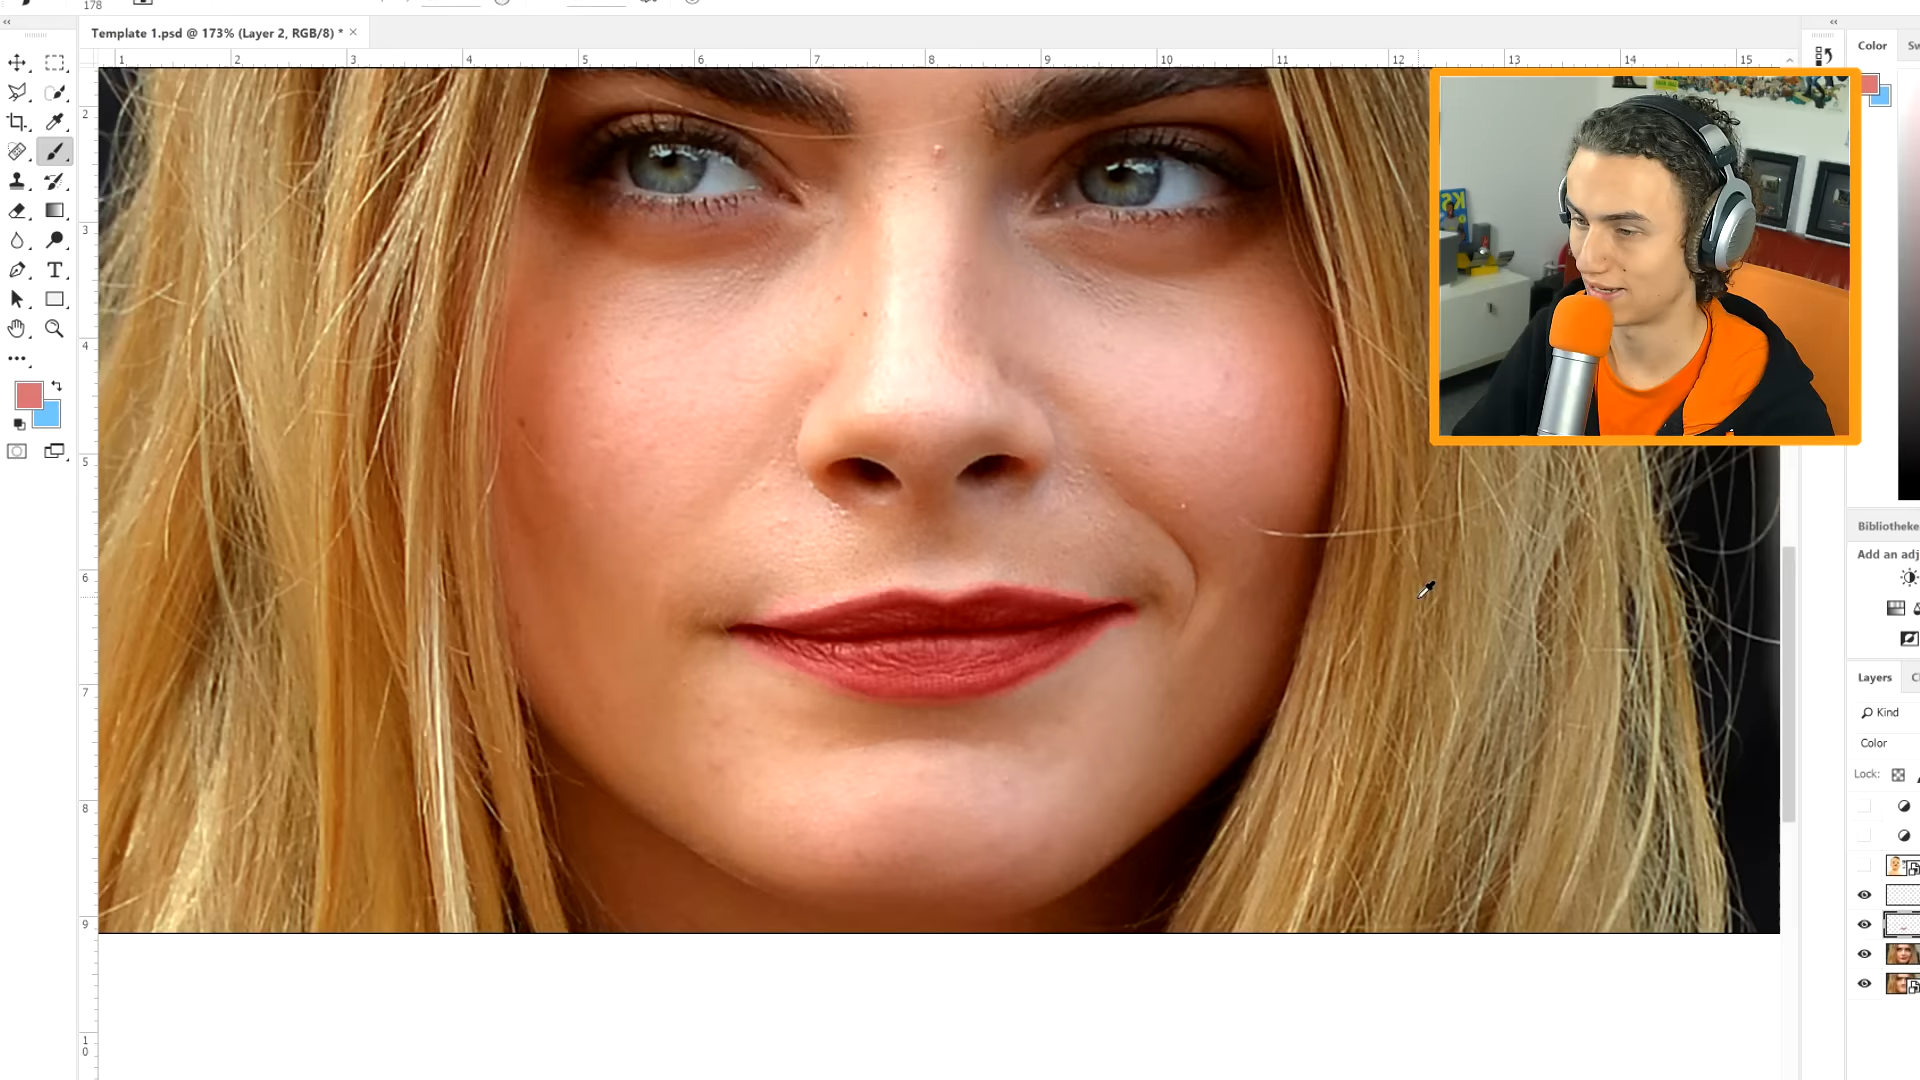 178
Template 1.psd @ 173% (Layer 2, RGB/8) *
1 2 3 4 5 6 7 8 9 10 11 12 13 14 15
2
3
4
5
6
7
8
9
1
0
Color Sw
KS
Bibliotheke
Add an adj
Layers C
Kind
Color
Lock: